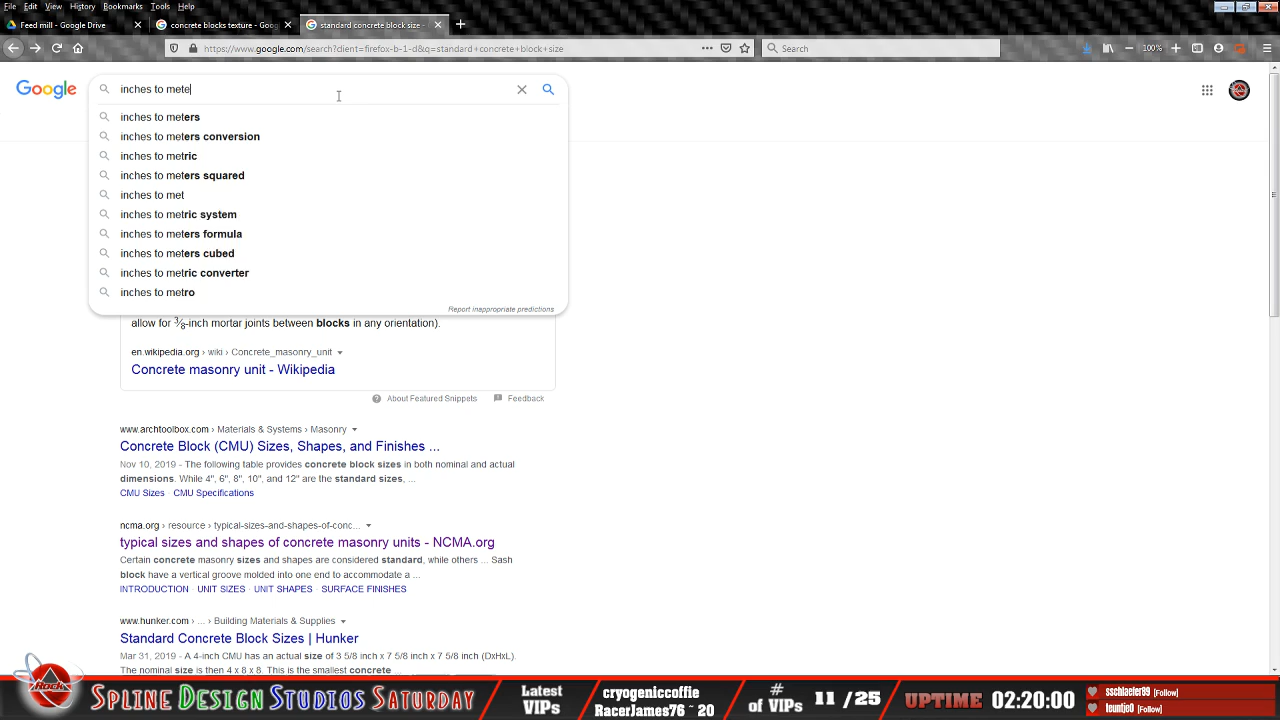 File Edit View History Bookmarks Tools Help
Feed mill - Google Drive
concrete blocks texture - Goog
standard concrete block size -
https://www.google.com/search?client=firefox-b-1-d&q=standard+concrete+block+size
Search
100%
Google
inches to mete
inches to meters
inches to meters conversion
inches to metric
inches to meters squared
inches to met
inches to metric system
inches to meters formula
inches to meters cubed
inches to metric converter
inches to metro
Report inappropriate predictions
allow for 3⁄8-inch mortar joints between blocks in any orientation).
en.wikipedia.org › wiki › Concrete_masonry_unit
Concrete masonry unit - Wikipedia
About Featured Snippets
Feedback
www.archtoolbox.com › Materials & Systems › Masonry
Concrete Block (CMU) Sizes, Shapes, and Finishes ...
Nov 10, 2019 - The following table provides concrete block sizes in both nominal and actual
dimensions. While 4", 6", 8", 10", and 12" are the standard sizes, ...
CMU Sizes · CMU Specifications
ncma.org › resource › typical-sizes-and-shapes-of-conc...
typical sizes and shapes of concrete masonry units - NCMA.org
Certain concrete masonry sizes and shapes are considered standard, while others ... Sash
block have a vertical groove molded into one end to accommodate a ...
INTRODUCTION · UNIT SIZES · UNIT SHAPES · SURFACE FINISHES
www.hunker.com › ... › Building Materials & Supplies
Standard Concrete Block Sizes | Hunker
Mar 31, 2019 - A 4-inch CMU has an actual size of 3 5/8 inch x 7 5/8 inch x 7 5/8 inch (DxHxL).
The nominal size is then 4 x 8 x 8. This is the smallest concrete
Rock
Spline Design Studios Saturday
Latest VIPs
cryogeniccoffie
RacerJames76 ~ 20
# of VIPs
11 /25
Uptime
02:20:00
sschlaefer89 [Follow]
teuntje0 [Follow]